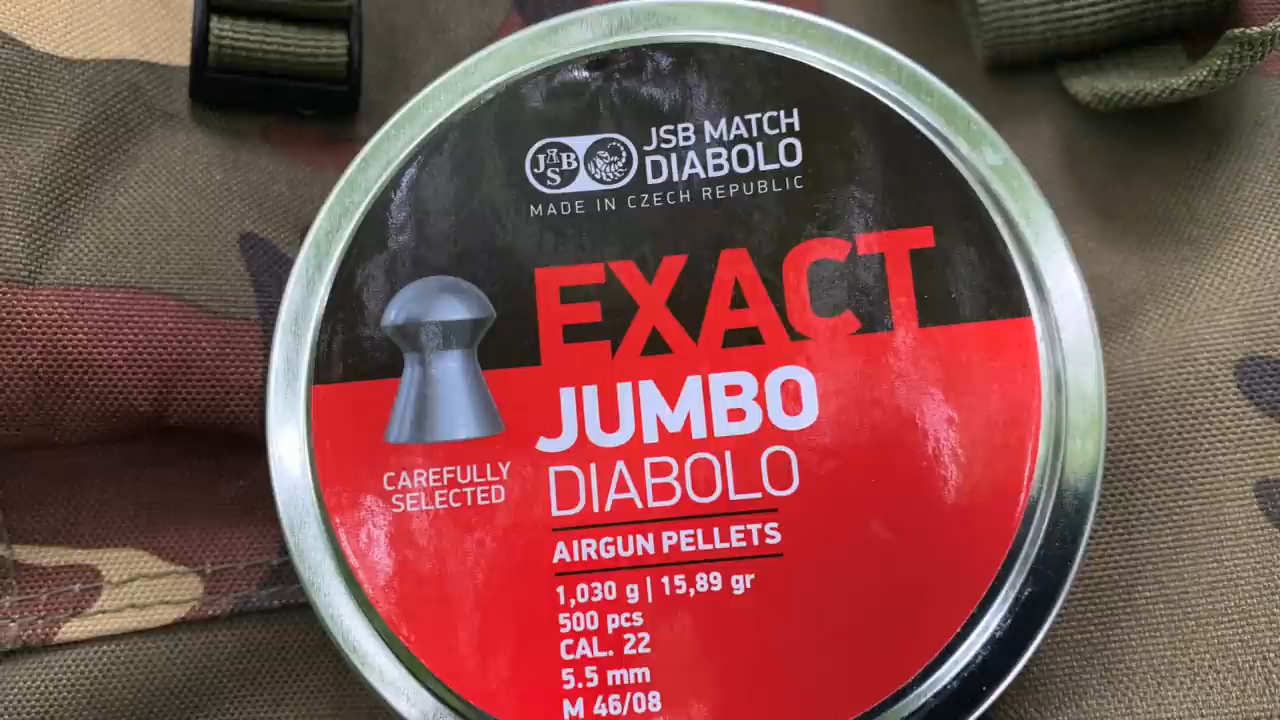 JSB
JSB MATCH
DIABOLO
MADE IN CZECH REPUBLIC
EXACT
JUMBO
DIABOLO
CAREFULLY
SELECTED
AIRGUN PELLETS
1,030 g | 15,89 gr
500 pcs
CAL. 22
5.5 mm
M 46/08